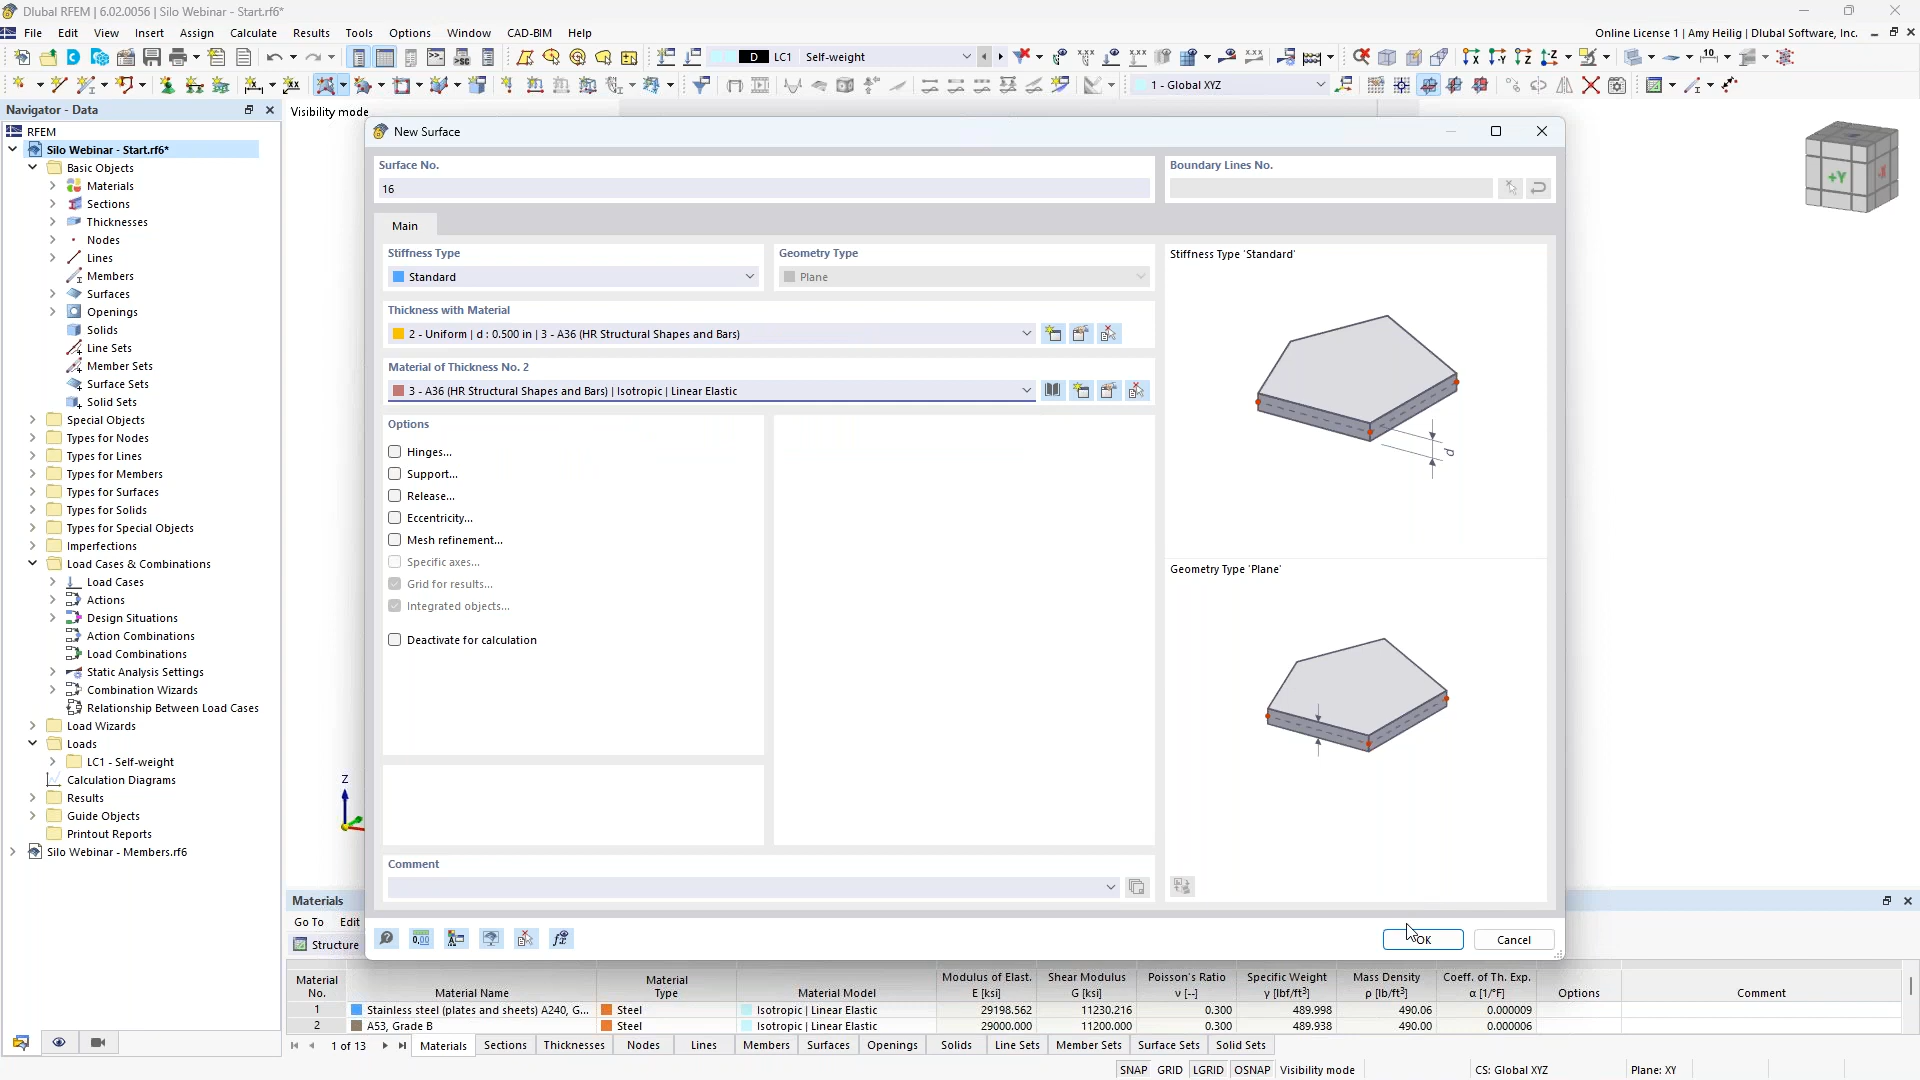 Dlubal RFEM | 6.02.0056 | Silo Webinar - Start.rf6*
File Edit View Insert Assign Calculate Results Tools Options Window CAD-BIM Help
Online License 1 | Amy Heilig | Dlubal Software, Inc.
D LC1 Self-weight
1 - Global XYZ
Navigator - Data
Visibility mode
RFEM
Silo Webinar - Start.rf6*
Basic Objects
Materials
Sections
Thicknesses
Nodes
Lines
Members
Surfaces
Openings
Solids
Line Sets
Member Sets
Surface Sets
Solid Sets
Special Objects
Types for Nodes
Types for Lines
Types for Members
Types for Surfaces
Types for Solids
Types for Special Objects
Imperfections
Load Cases & Combinations
Load Cases
Actions
Design Situations
Action Combinations
Load Combinations
Static Analysis Settings
Combination Wizards
Relationship Between Load Cases
Load Wizards
Loads
LC1 - Self-weight
Calculation Diagrams
Results
Guide Objects
Printout Reports
Silo Webinar - Members.rf6
+Y
-X
Z
New Surface
Surface No.
16
Boundary Lines No.
Main
Stiffness Type
Standard
Geometry Type
Plane
Thickness with Material
2 - Uniform | d : 0.500 in | 3 - A36 (HR Structural Shapes and Bars)
Material of Thickness No. 2
3 - A36 (HR Structural Shapes and Bars) | Isotropic | Linear Elastic
Options
Hinges...
Support...
Release...
Eccentricity...
Mesh refinement...
Specific axes...
Grid for results...
Integrated objects...
Deactivate for calculation
Comment
Stiffness Type 'Standard'
d
Geometry Type 'Plane'
OK
Cancel
Materials
Go To Edit
Structure
Material No. Material Name Material Type Material Model Modulus of Elast. E [ksi] Shear Modulus G [ksi] Poisson's Ratio ν [--] Specific Weight γ [lbf/ft³] Mass Density ρ [lb/ft³] Coeff. of Th. Exp. α [1/°F] Options Comment
1 Stainless steel (plates and sheets) A240, G... Steel Isotropic | Linear Elastic 29198.562 11230.216 0.300 489.998 490.06 0.000009
2 A53, Grade B Steel Isotropic | Linear Elastic 29000.000 11200.000 0.300 489.938 490.00 0.000006
1 of 13 Materials Sections Thicknesses Nodes Lines Members Surfaces Openings Solids Line Sets Member Sets Surface Sets Solid Sets
SNAP GRID LGRID OSNAP Visibility mode CS: Global XYZ Plane: XY